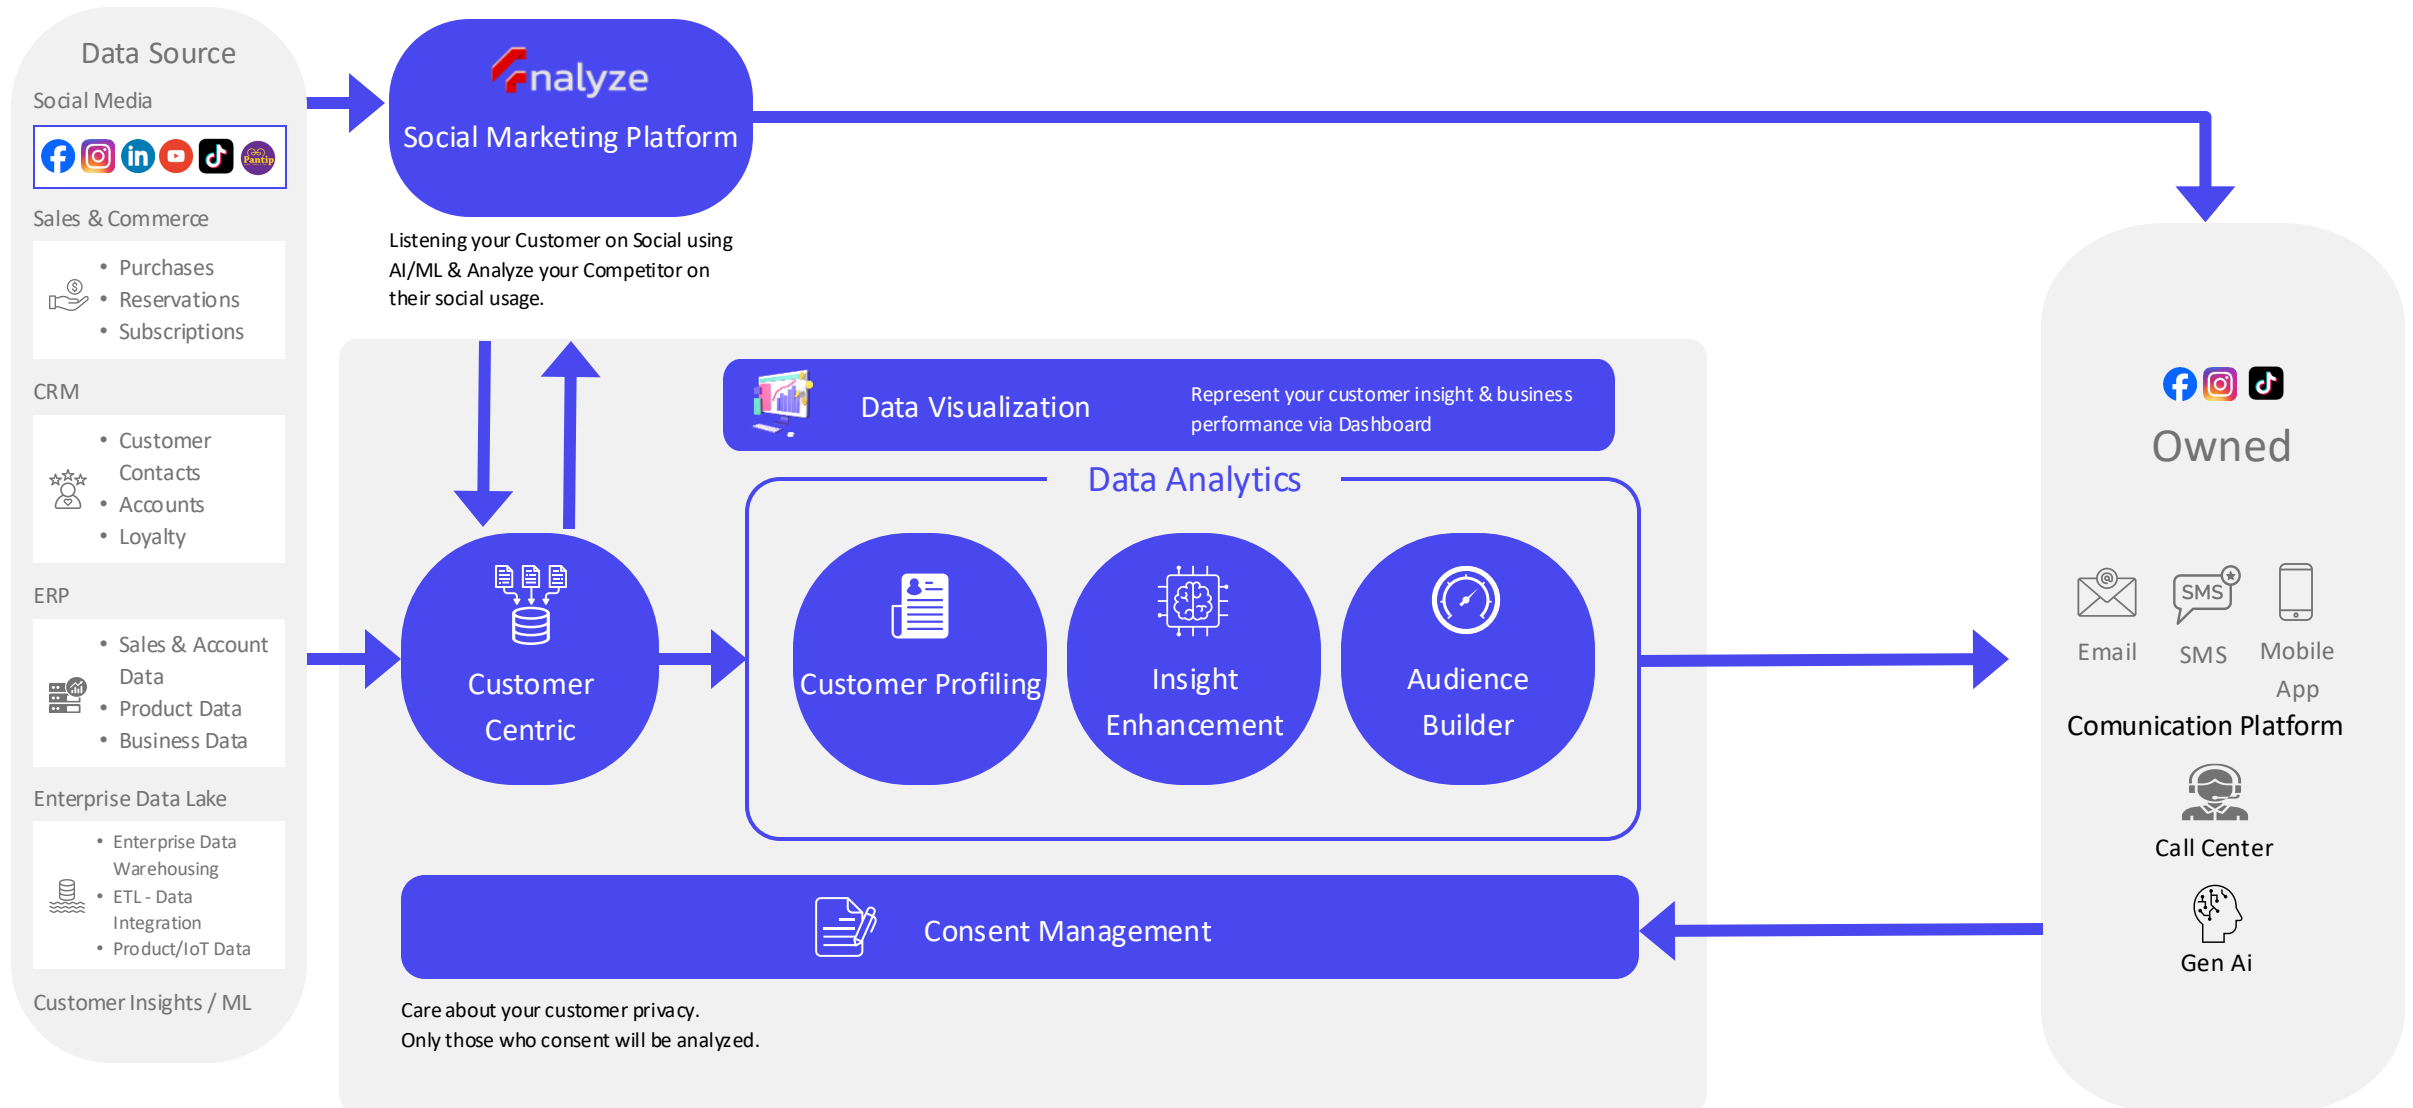 Data Source
Social Media
Pantip
Sales & Commerce
• Purchases
• Reservations
• Subscriptions
CRM
• Customer
Contacts
• Accounts
• Loyalty
ERP
• Sales & Account
Data
• Product Data
• Business Data
Enterprise Data Lake
• Enterprise Data
Warehousing
• ETL - Data
Integration
• Product/IoT Data
Customer Insights / ML
nalyze
Social Marketing Platform
Listening your Customer on Social using
AI/ML & Analyze your Competitor on
their social usage.
Data Visualization
Represent your customer insight & business
performance via Dashboard
Data Analytics
Customer
Centric
Customer Profiling
Insight
Enhancement
Audience
Builder
Consent Management
Care about your customer privacy.
Only those who consent will be analyzed.
Owned
SMS
Email
SMS
Mobile
App
Comunication Platform
Call Center
Gen Ai